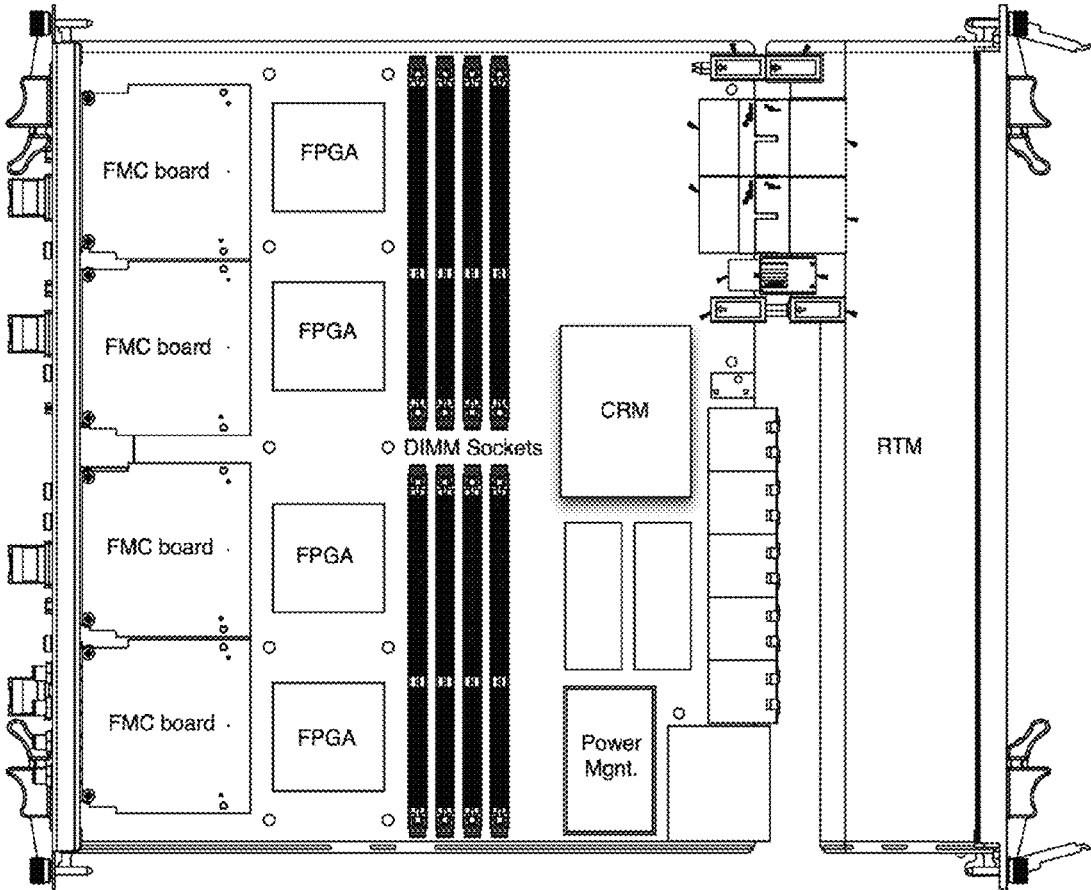 FMC board
FPGA
FMC board
FPGA
CRM
DIMM Sockets
RTM
FMC board
FPGA
FMC board
FPGA
Power
Mgnt.